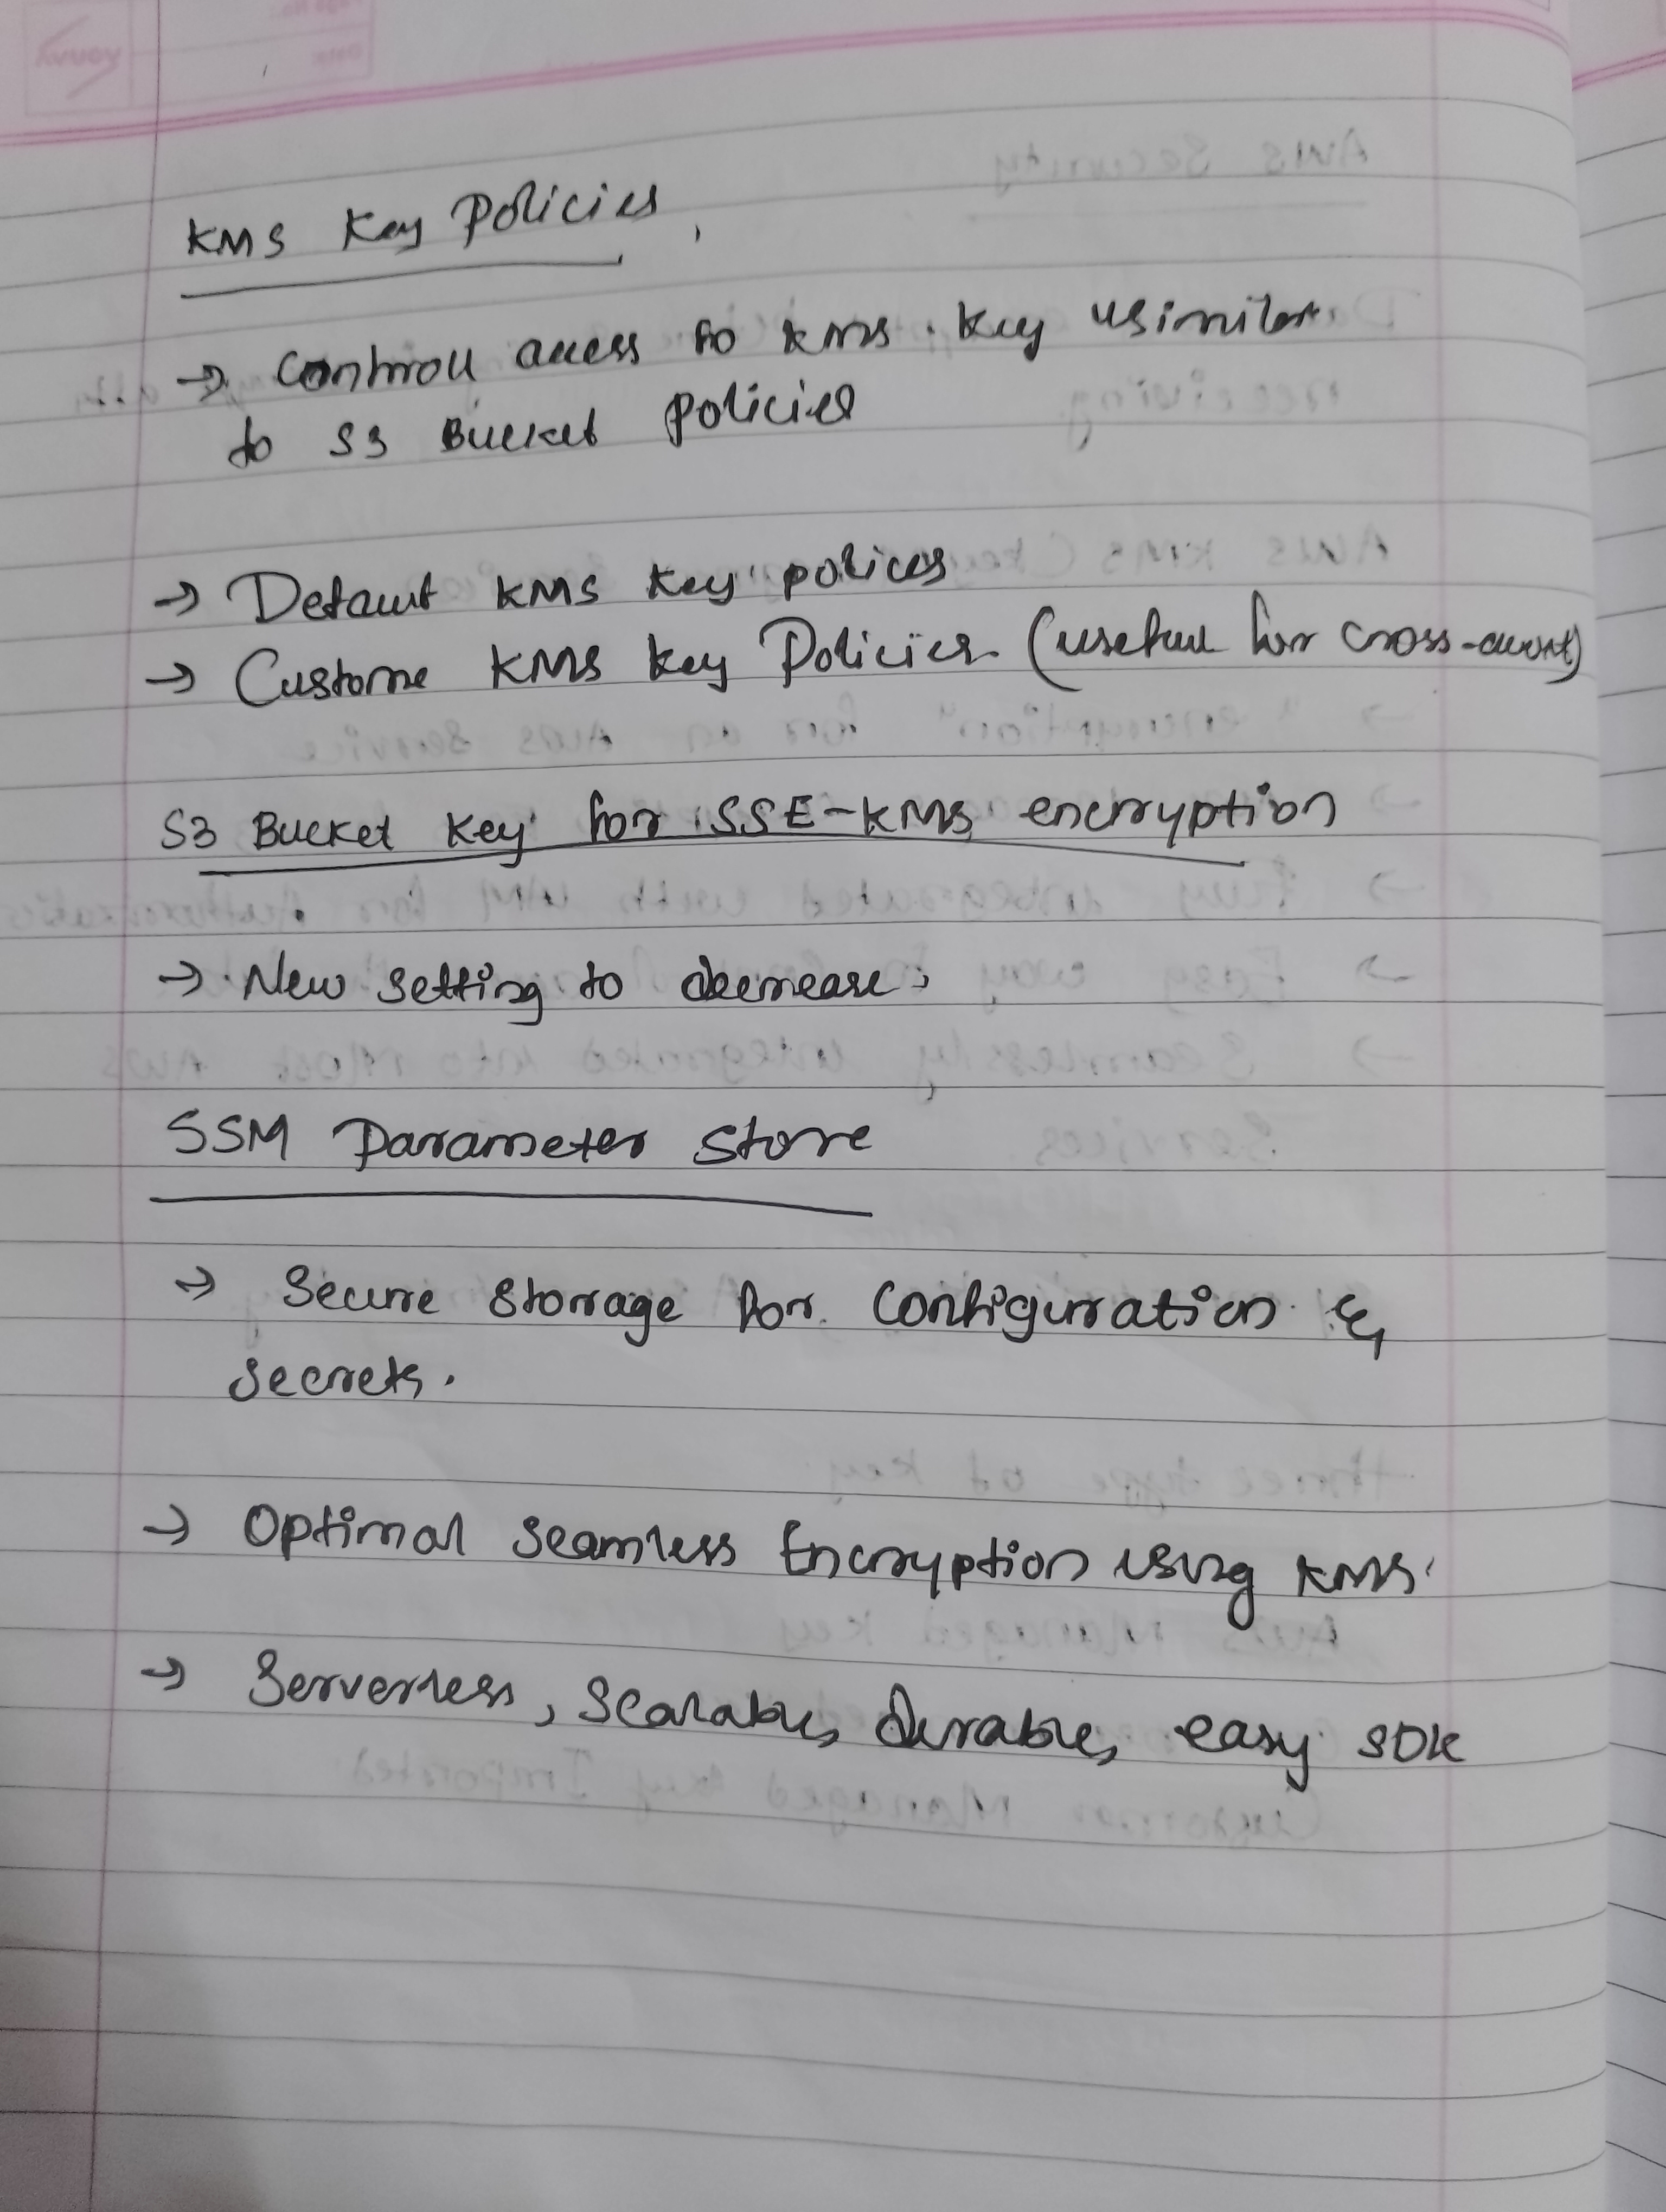 KMS Key Policies
→ Controll access to KMS Key "similar
to S3 Bucket Policies
→ Default KMS Key polices
→ Custome KMS Key Policies (useful for cross-account)
S3 Bucket Key for SSE-KMS encryption
→ New setting to decrease
SSM Parameter Store
→ Secure Storage for Configuration &
Secrets.
→ Optimal Seamless Encryption using KMS
→ Serverless, Scalable, durable, easy SDK